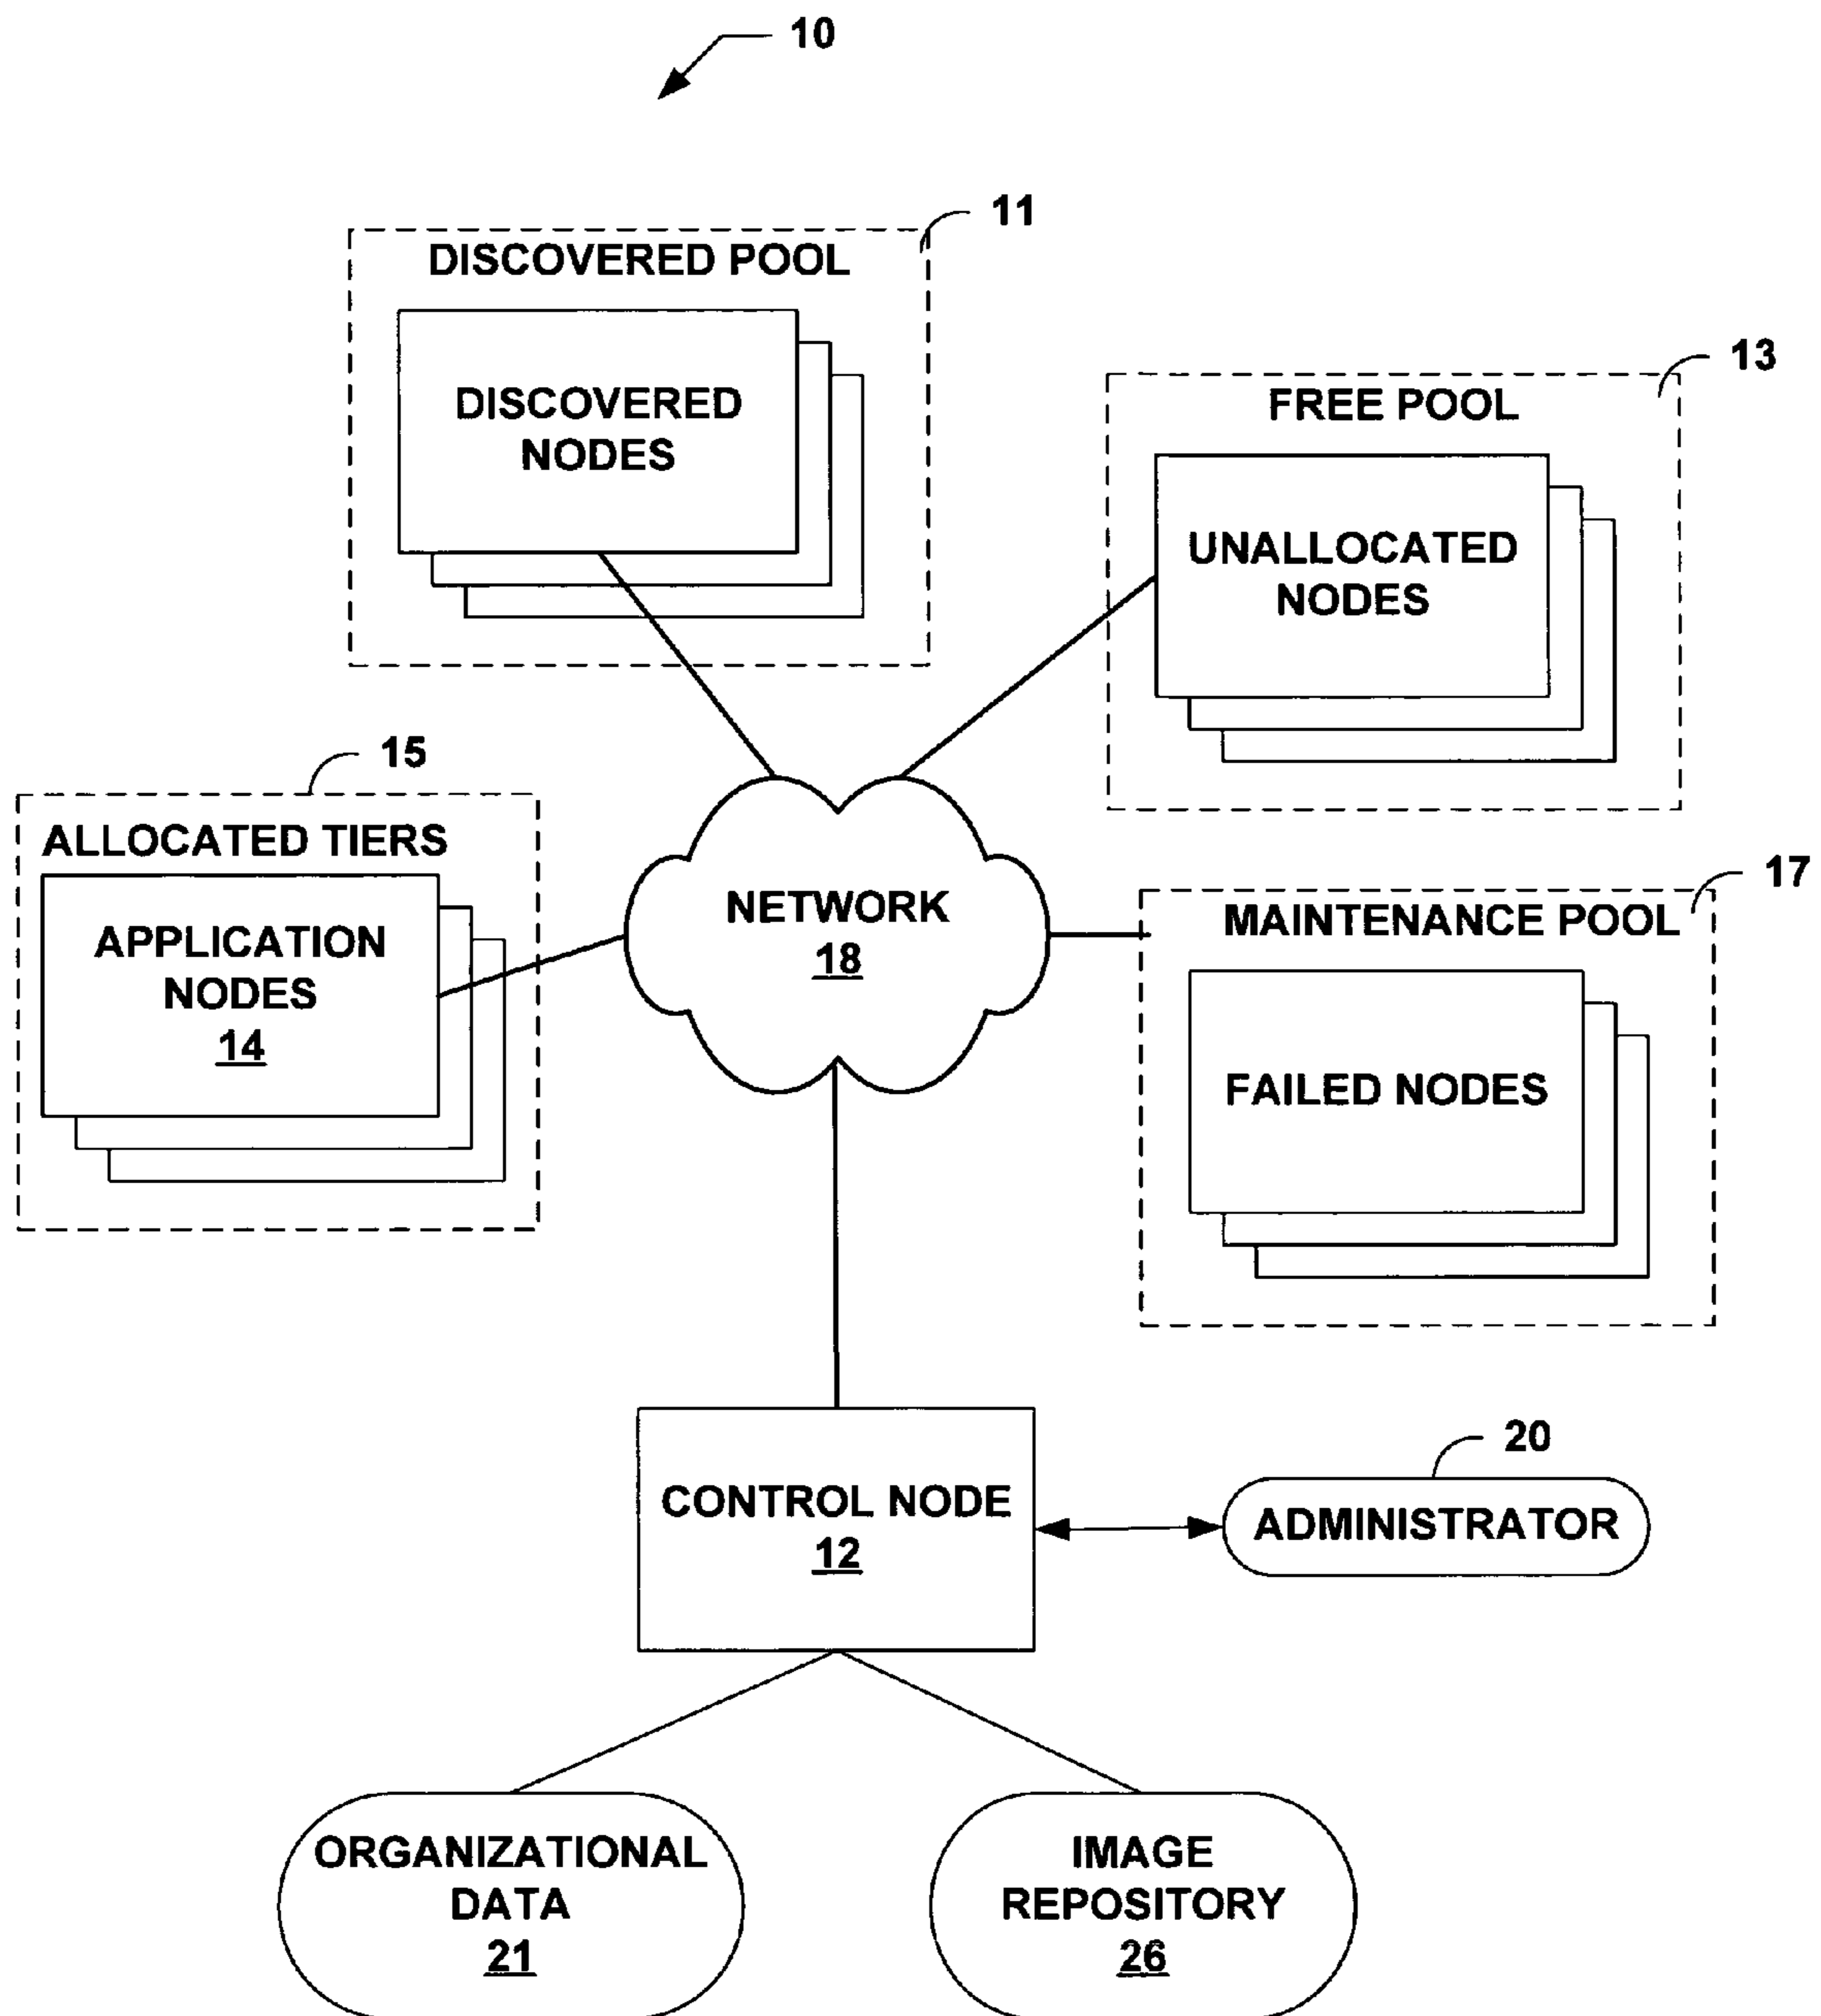 10
11
DISCOVERED POOL
DISCOVERED
NODES
13
FREE POOL
UNALLOCATED
NODES
15
ALLOCATED TIERS
APPLICATION
NODES
14
NETWORK
18
17
MAINTENANCE POOL
FAILED NODES
CONTROL NODE
12
20
ADMINISTRATOR
ORGANIZATIONAL
DATA
21
IMAGE
REPOSITORY
26